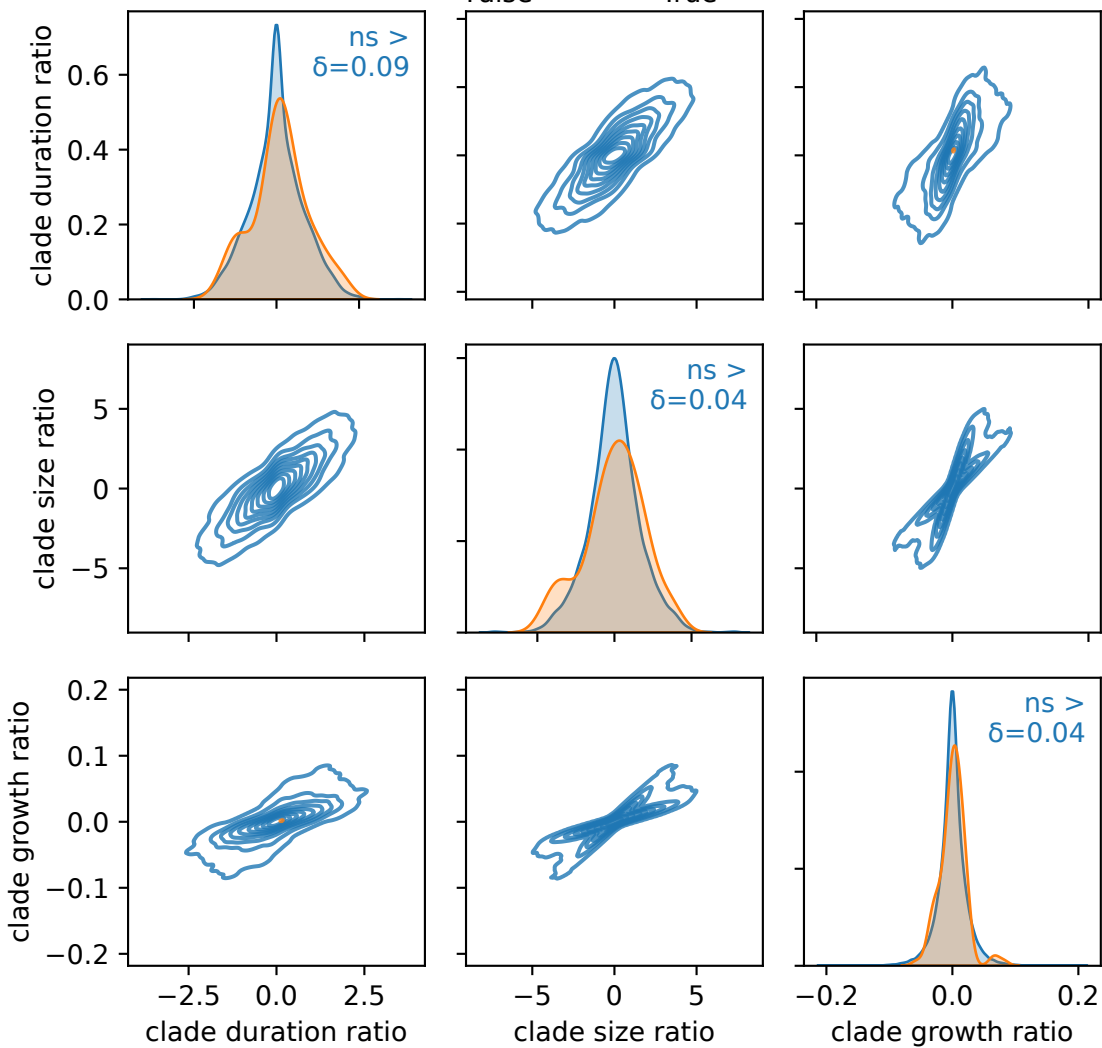 clade duration ratio
0.6
0.4
0.2
0.0
ns >
δ=0.09
clade size ratio
5
0
−5
ns >
δ=0.04
clade growth ratio
0.2
0.1
0.0
−0.1
−0.2
ns >
δ=0.04
−2.5 0.0 2.5
clade duration ratio
−5 0 5
clade size ratio
−0.2 0.0 0.2
clade growth ratio